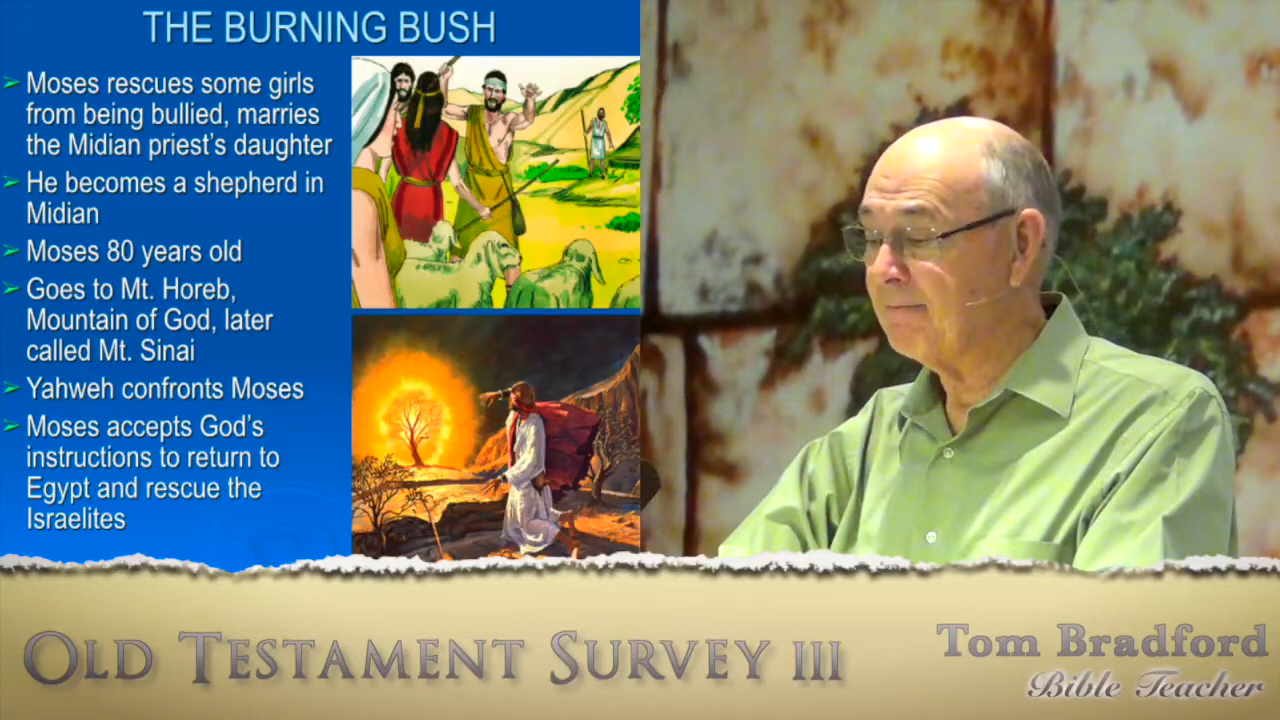 THE BURNING BUSH
➢ Moses rescues some girls
from being bullied, marries
the Midian priest's daughter
➢ He becomes a shepherd in
Midian
➢ Moses 80 years old
➢ Goes to Mt. Horeb,
Mountain of God, later
called Mt. Sinai
➢ Yahweh confronts Moses
➢ Moses accepts God's
instructions to return to
Egypt and rescue the
Israelites
OLD TESTAMENT SURVEY III
Tom Bradford
Bible Teacher